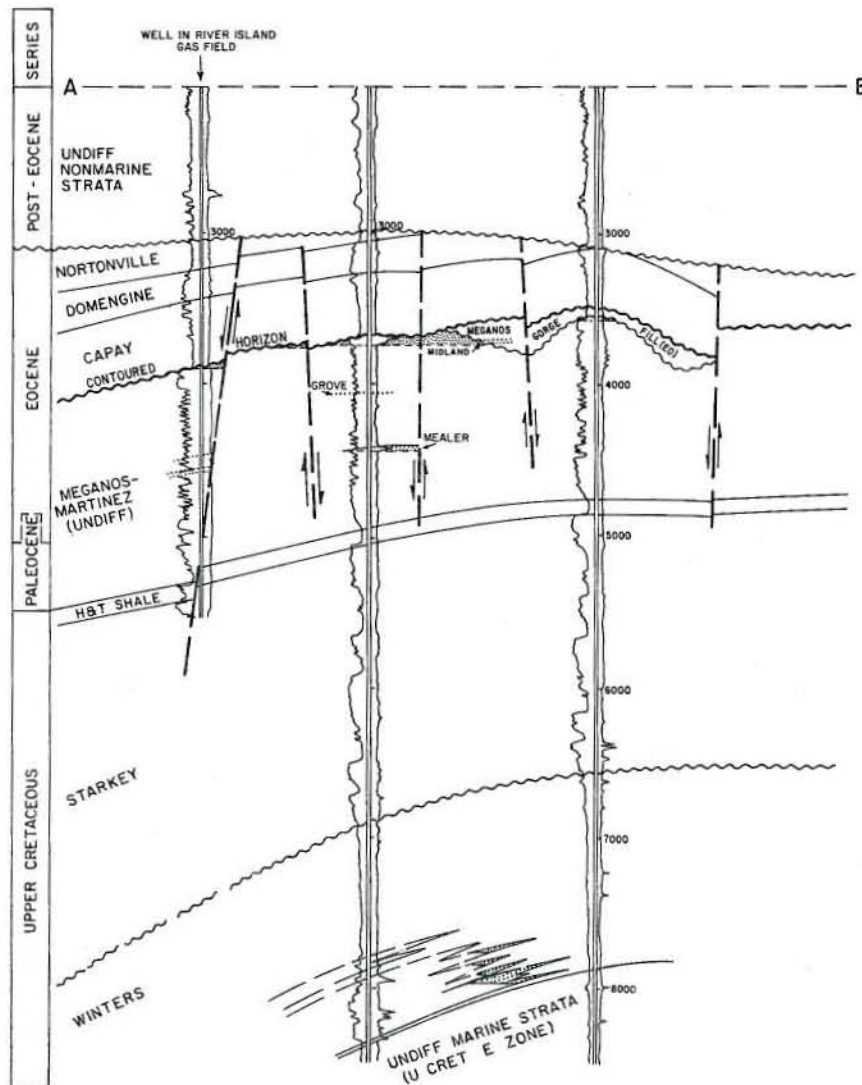 WELL IN RIVER ISLAND
GAS FIELD
SERIES
A
B
POST - EOCENE
UNDIFF
NONMARINE
STRATA
3000
3000
3000
NORTONVILLE
DOMENGINE
EOCENE
CAPAY
CONTOURED
HORIZON
MEGANOS
GORGE
FILL(ED)
MIDLAND
GROVE
4000
MEALER
MEGANOS-
MARTINEZ
(UNDIFF)
PALEOCENE
5000
H&T SHALE
6000
STARKEY
UPPER CRETACEOUS
7000
WINTERS
8000
UNDIFF MARINE STRATA
(U CRET E ZONE)